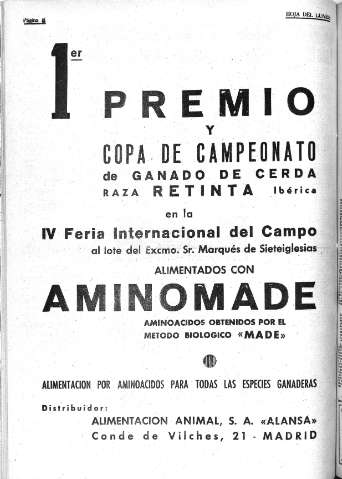 Página 8
HOJA DEL LUNES
1er
PREMIO
Y
COPA DE CAMPEONATO
de GANADO DE CERDA
RAZA RETINTA Ibérica
en la
IV Feria Internacional del Campo
al lote del Excmo. Sr. Marqués de Sieteiglesias
ALIMENTADOS CON
AMINOMADE
AMINOACIDOS OBTENIDOS POR EL
METODO BIOLOGICO «MADE»
ALIMENTACION POR AMINOACIDOS PARA TODAS LAS ESPECIES GANADERAS
Distribuidor:
ALIMENTACION ANIMAL, S. A. «ALANSA»
Conde de Vilches, 21 - MADRID